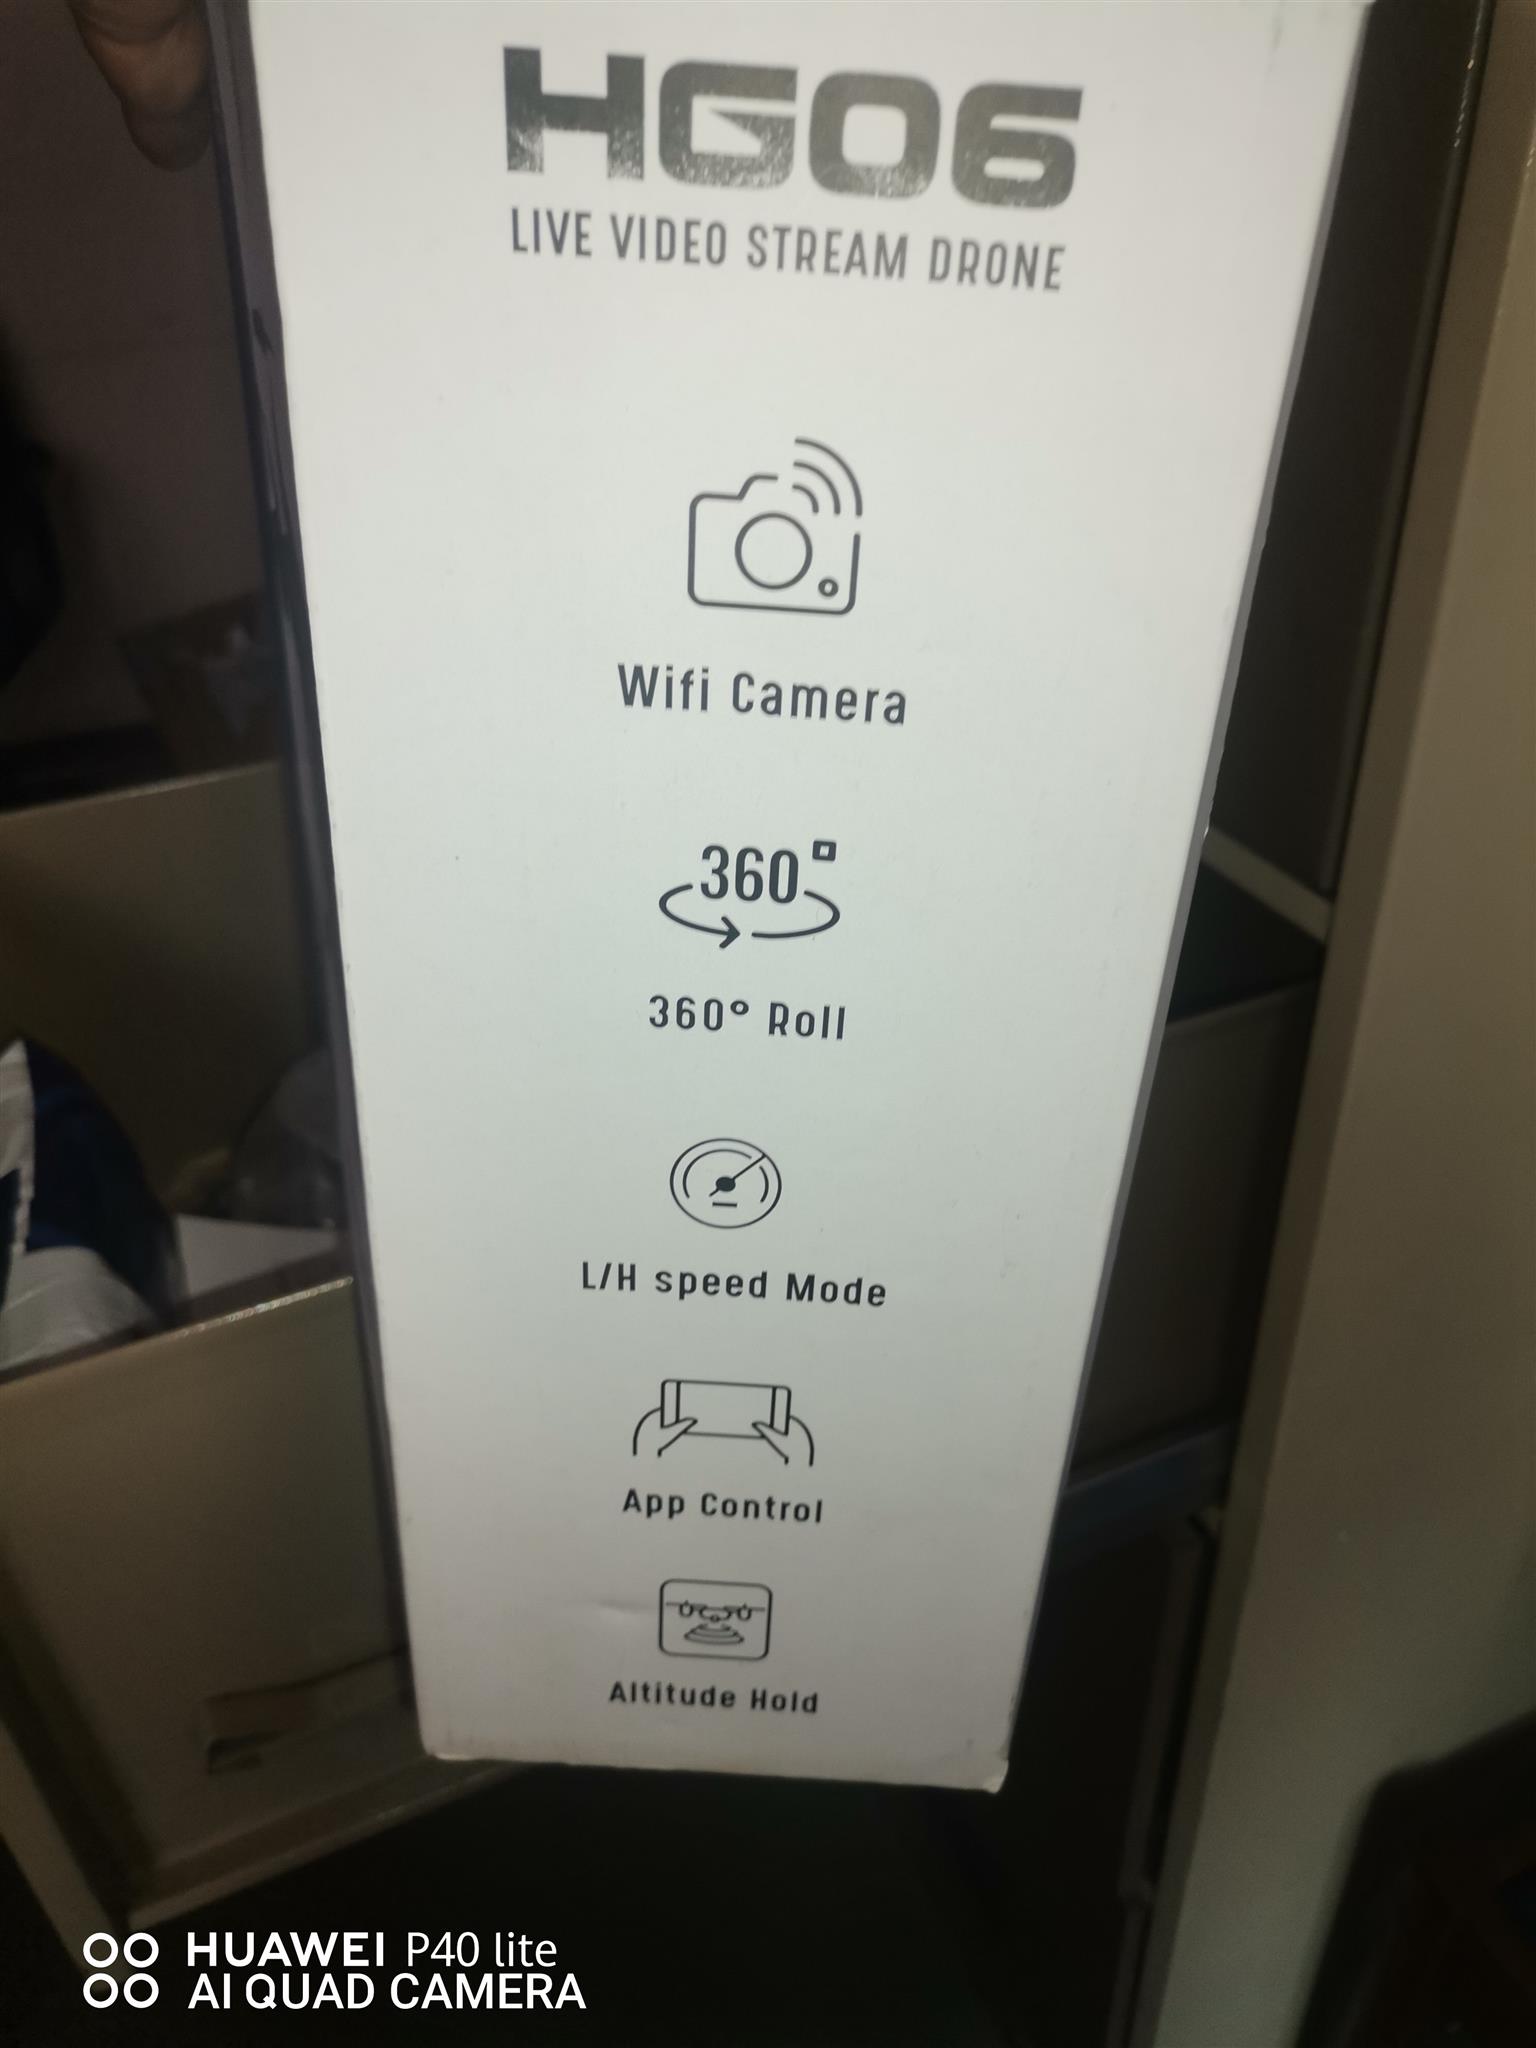 HG06
LIVE VIDEO STREAM DRONE
Wifi Camera
360°
360° Roll
L/H speed Mode
App Control
Altitude Hold
HUAWEI P40 lite
AI QUAD CAMERA